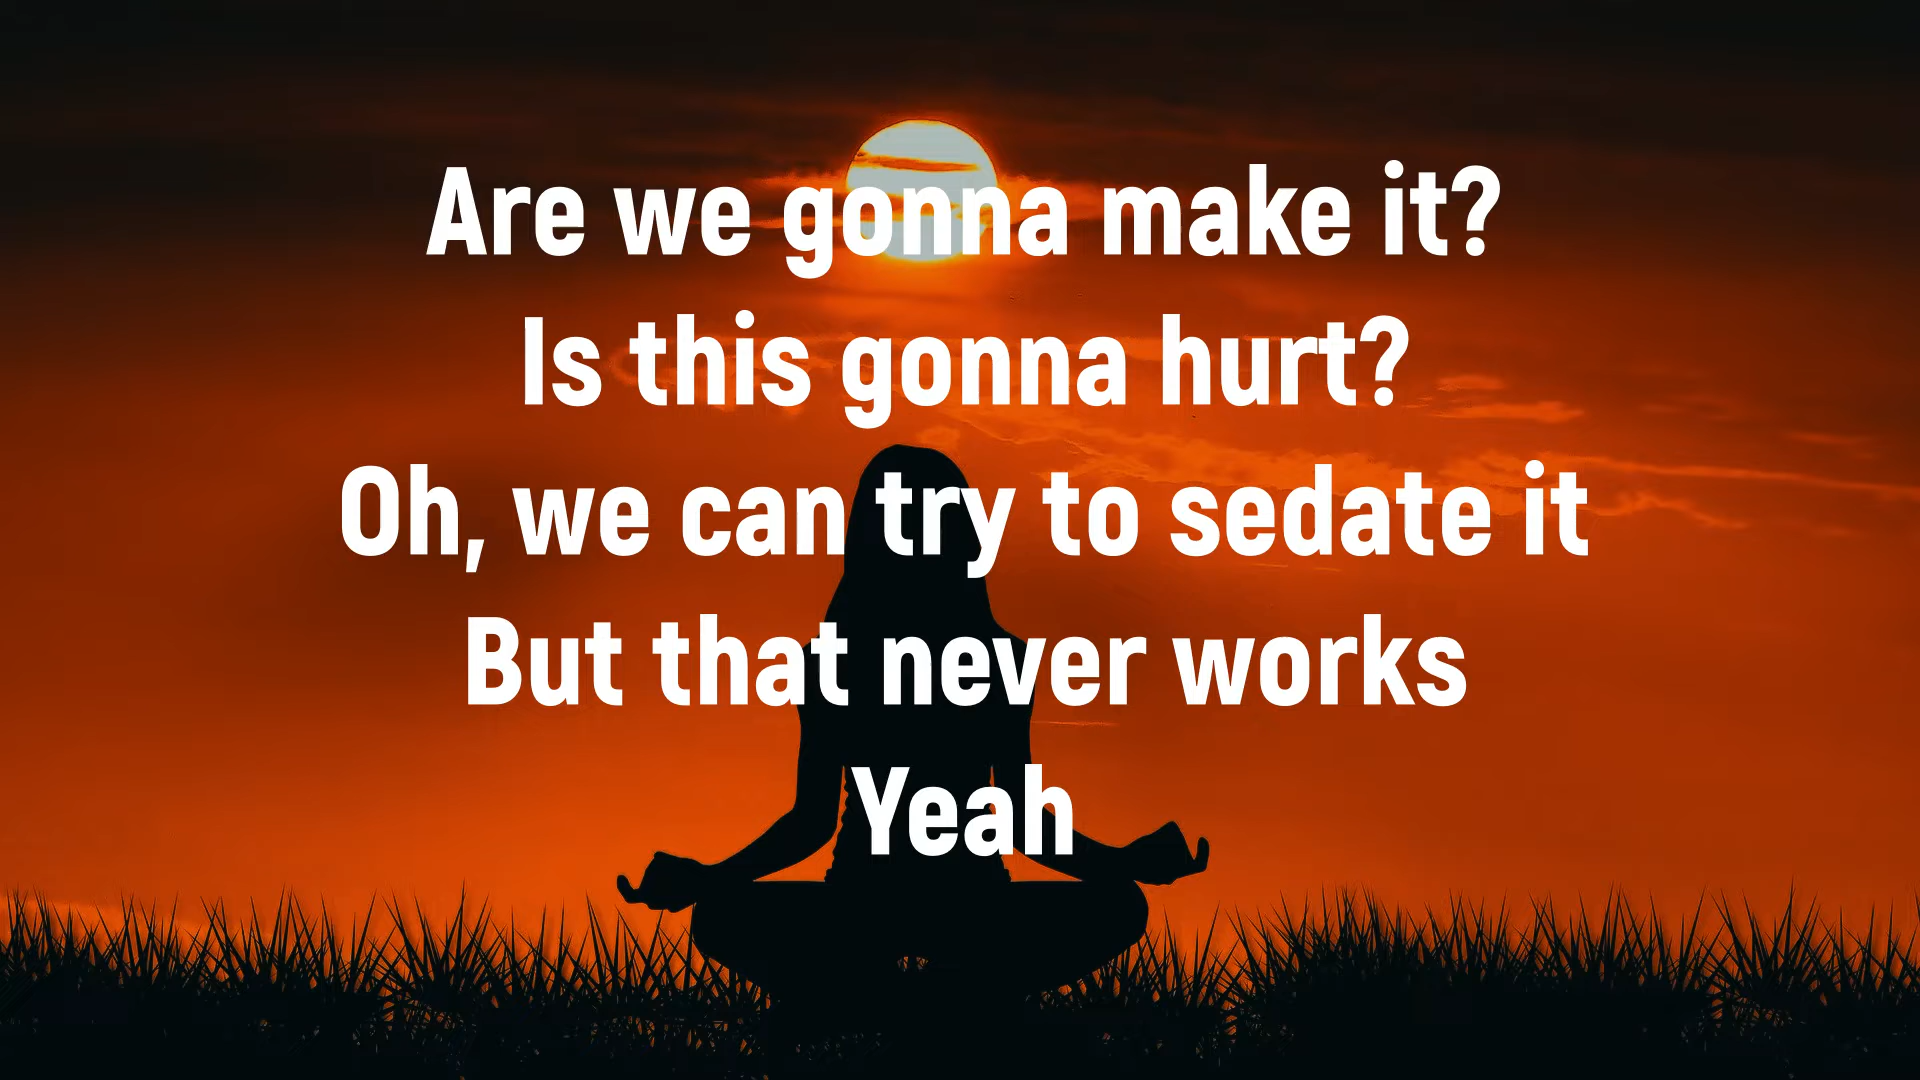 Are we gonna make it?
Is this gonna hurt?
Oh, we can try to sedate it
But that never works
Yeah